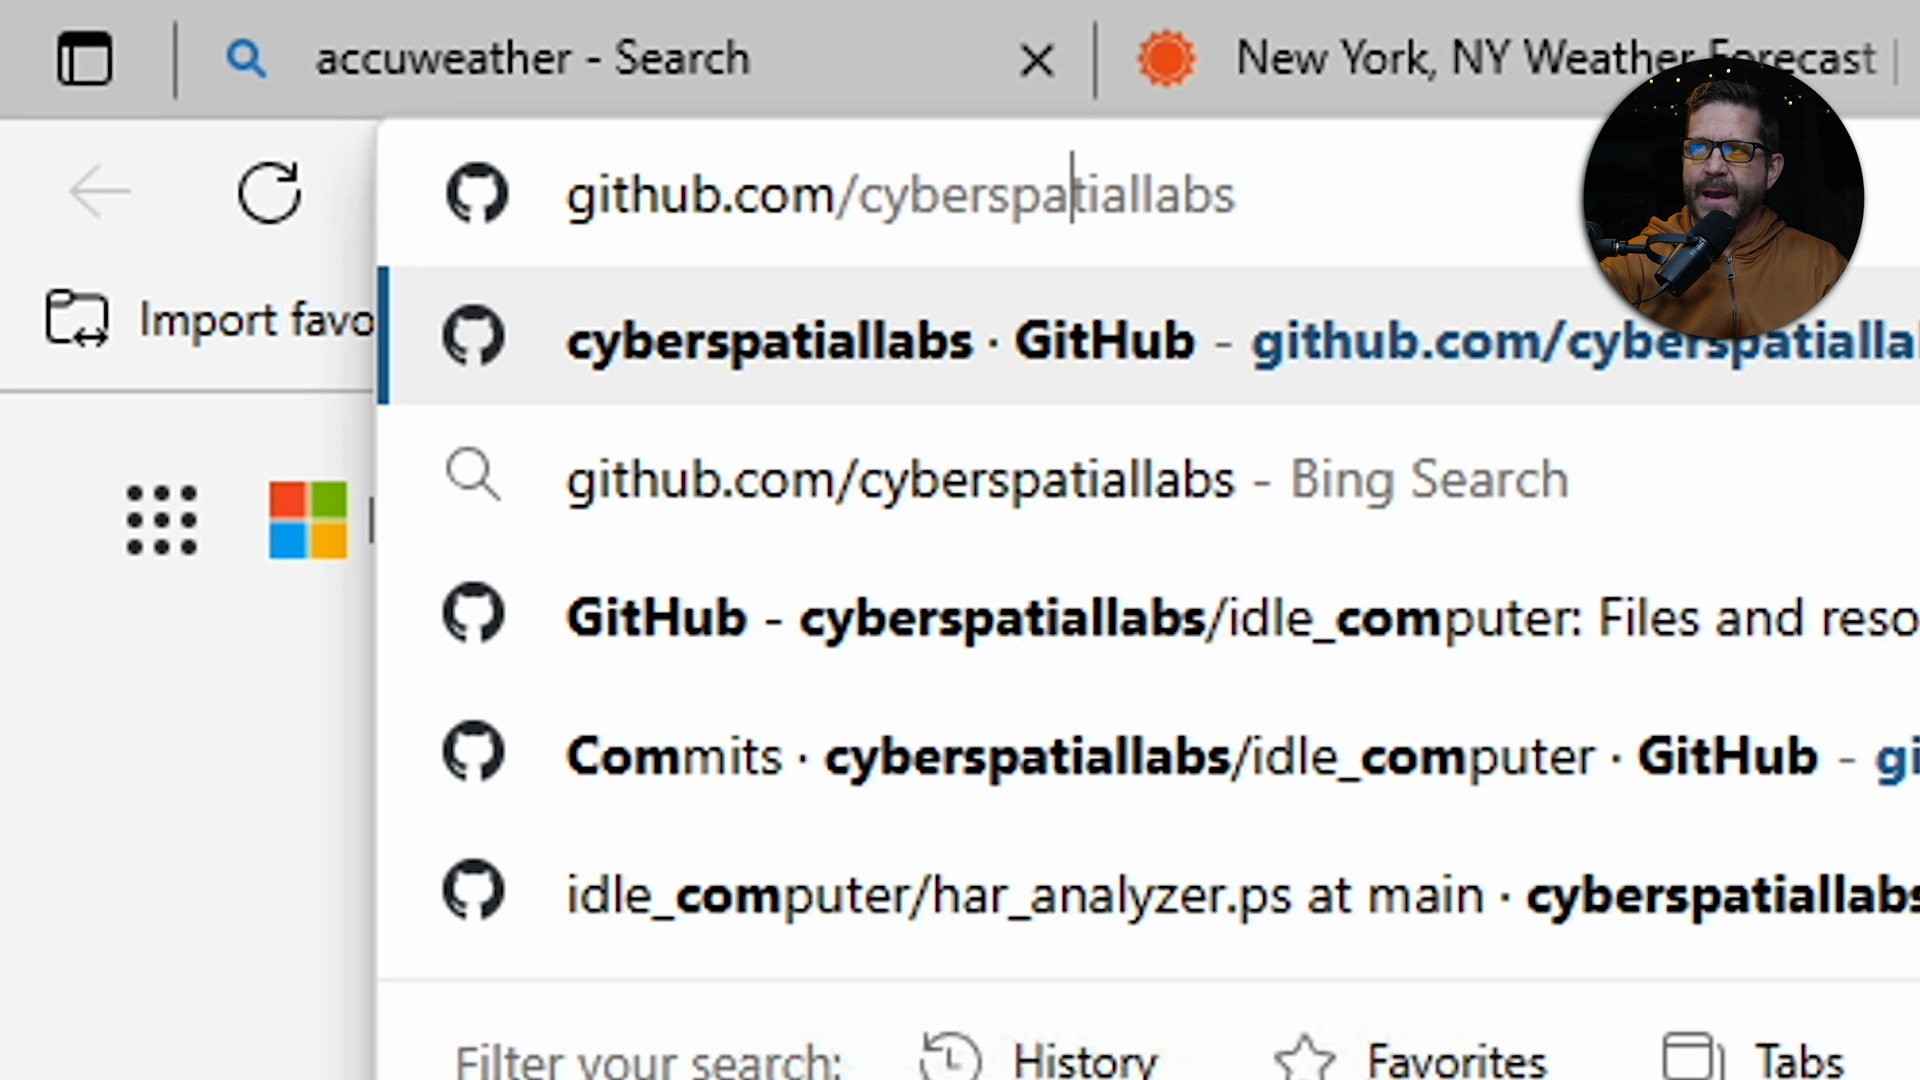 accuweather - Search
New York, NY Weather Forecast |
github.com/cyberspatiallabs
Import favo
cyberspatiallabs · GitHub - github.com/cyberspatialla
github.com/cyberspatiallabs - Bing Search
GitHub - cyberspatiallabs/idle_computer: Files and reso
Commits · cyberspatiallabs/idle_computer · GitHub - gi
idle_computer/har_analyzer.ps at main · cyberspatiallabs
Filter your search: History Favorites Tabs